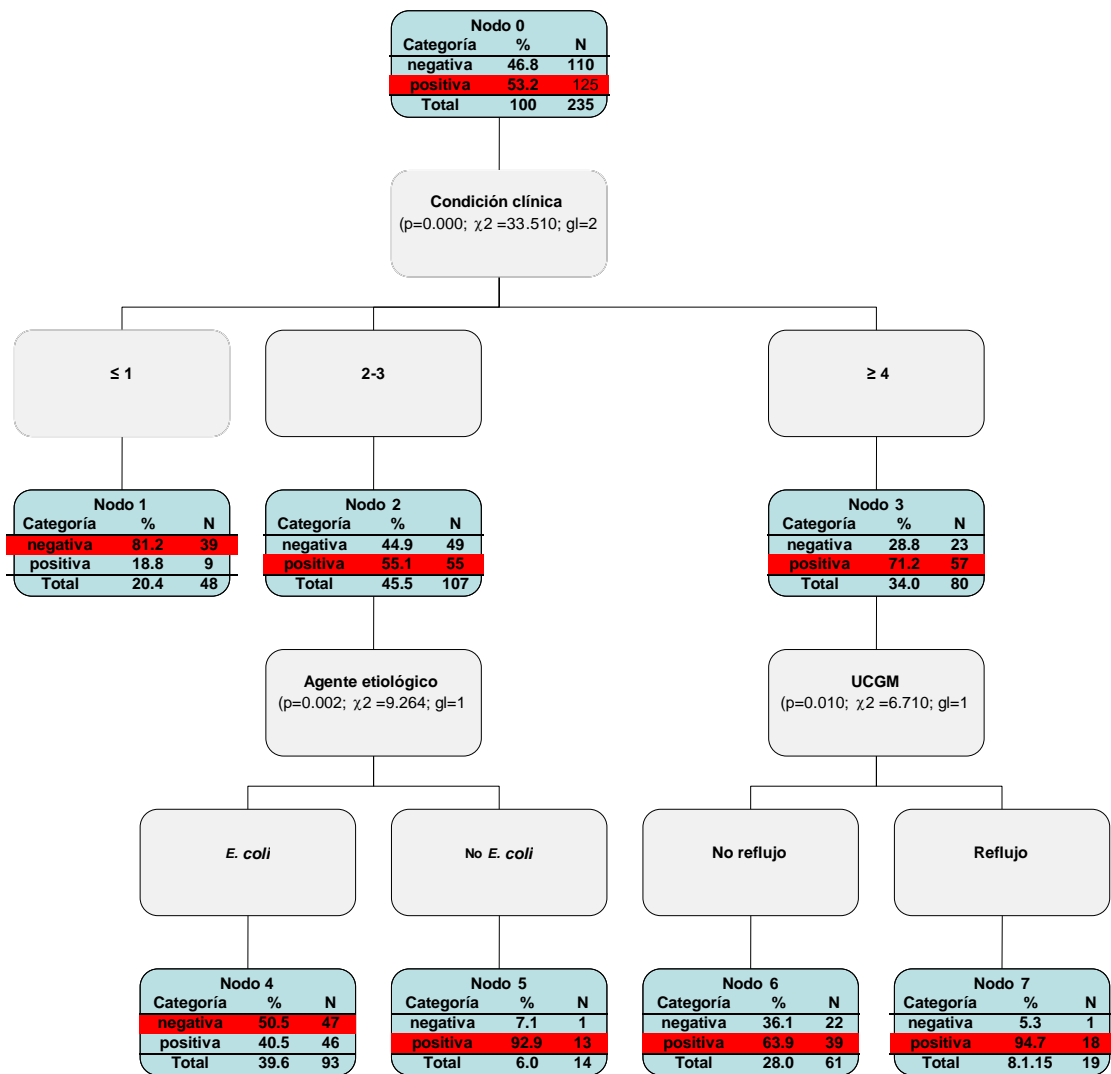 Nodo 0
Categoría % N
negativa 46.8 110
positiva 53.2 125
Total 100 235
Condición clínica
(p=0.000; χ2 =33.510; gl=2
≤ 1
2-3
≥ 4
Nodo 1
Categoría % N
negativa 81.2 39
positiva 18.8 9
Total 20.4 48
Nodo 2
Categoría % N
negativa 44.9 49
positiva 55.1 55
Total 45.5 107
Nodo 3
Categoría % N
negativa 28.8 23
positiva 71.2 57
Total 34.0 80
Agente etiológico
(p=0.002; χ2 =9.264; gl=1
UCGM
(p=0.010; χ2 =6.710; gl=1
E. coli
No E. coli
No reflujo
Reflujo
Nodo 4
Categoría % N
negativa 50.5 47
positiva 40.5 46
Total 39.6 93
Nodo 5
Categoría % N
negativa 7.1 1
positiva 92.9 13
Total 6.0 14
Nodo 6
Categoría % N
negativa 36.1 22
positiva 63.9 39
Total 28.0 61
Nodo 7
Categoría % N
negativa 5.3 1
positiva 94.7 18
Total 8.1.15 19